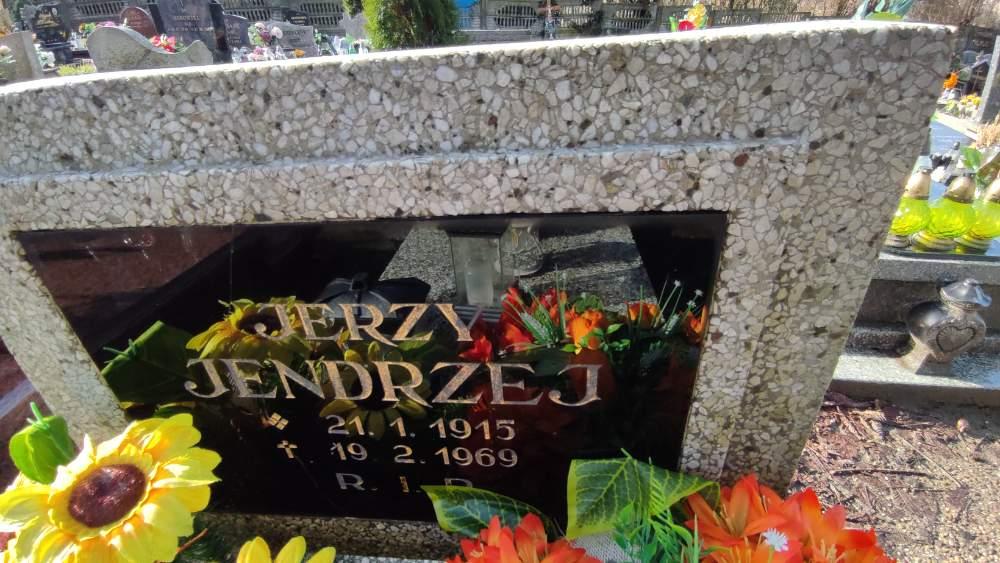 JERZY
JENDRZEJ
21. 1. 1915
† 19. 2. 1969
R. I. P.